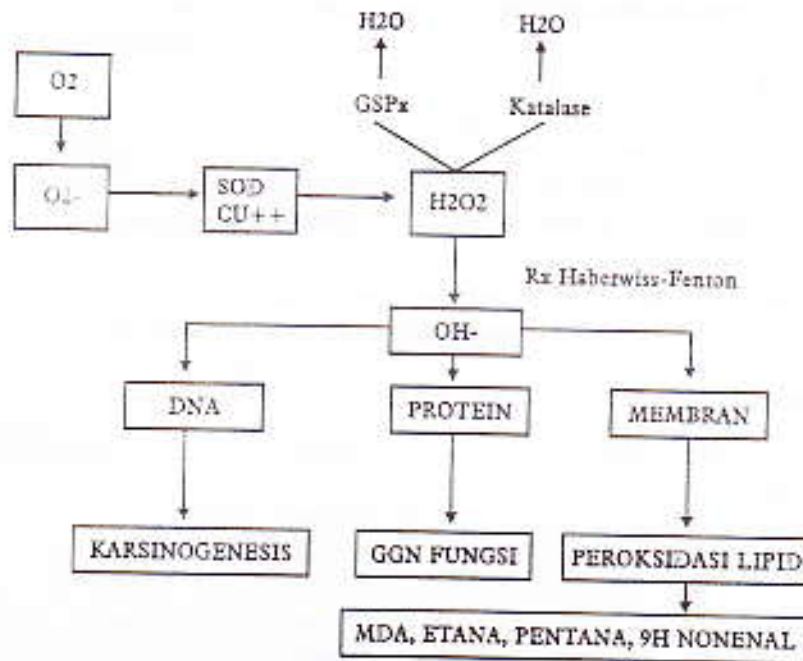 H2O
H2O
O2
GSPx
Katalase
O2-
SOD
CU++
H2O2
Rx Haberwiss-Fenton
OH-
DNA
PROTEIN
MEMBRAN
KARSINOGENESIS
GGN FUNGSI
PEROKSIDASI LIPID
MDA, ETANA, PENTANA, 9H NONENAL